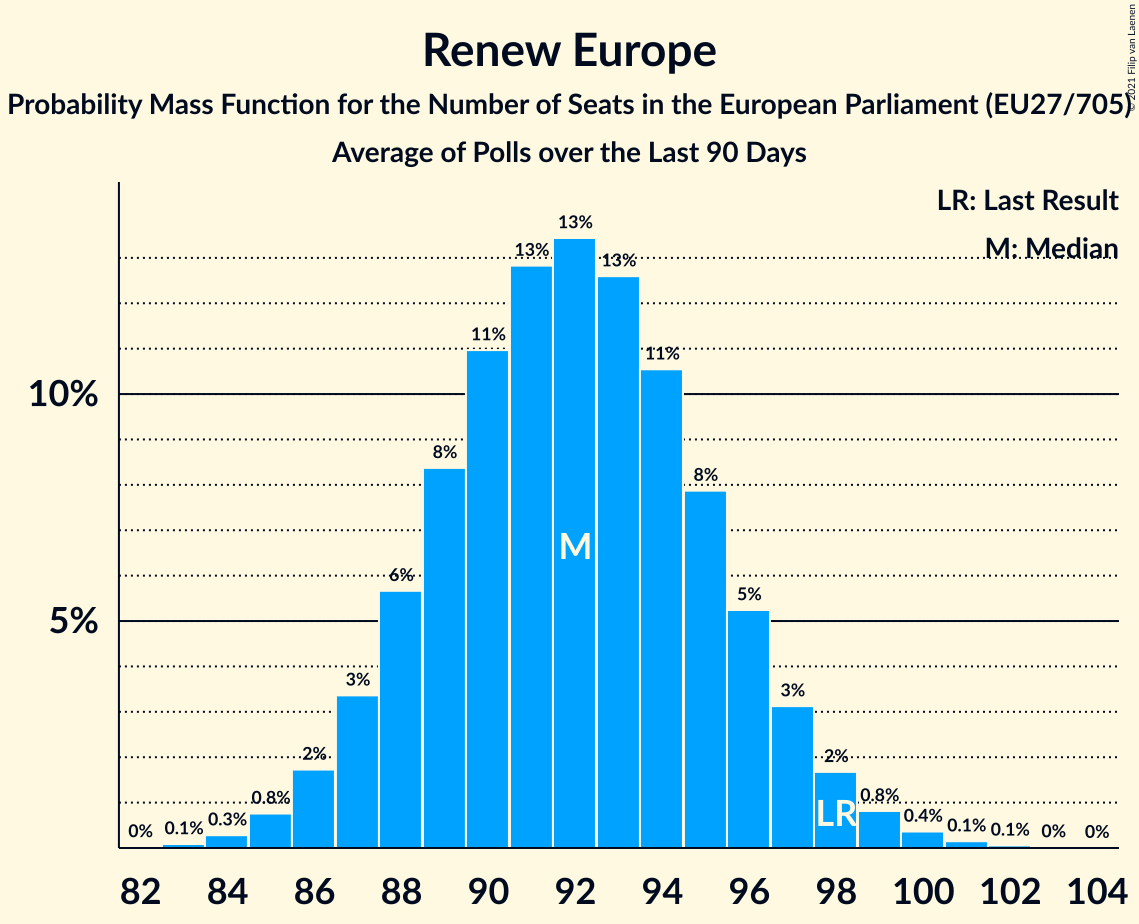 Renew Europe
Probability Mass Function for the Number of Seats in the European Parliament (EU27/705)
Average of Polls over the Last 90 Days
© 2021 Filip van Laenen
LR: Last Result
M: Median
10%
5%
0%
0.1%
0.3%
0.8%
2%
3%
6%
8%
11%
13%
13%
13%
11%
8%
5%
3%
2%
0.8%
0.4%
0.1%
0.1%
0%
0%
M
LR
82 84 86 88 90 92 94 96 98 100 102 104